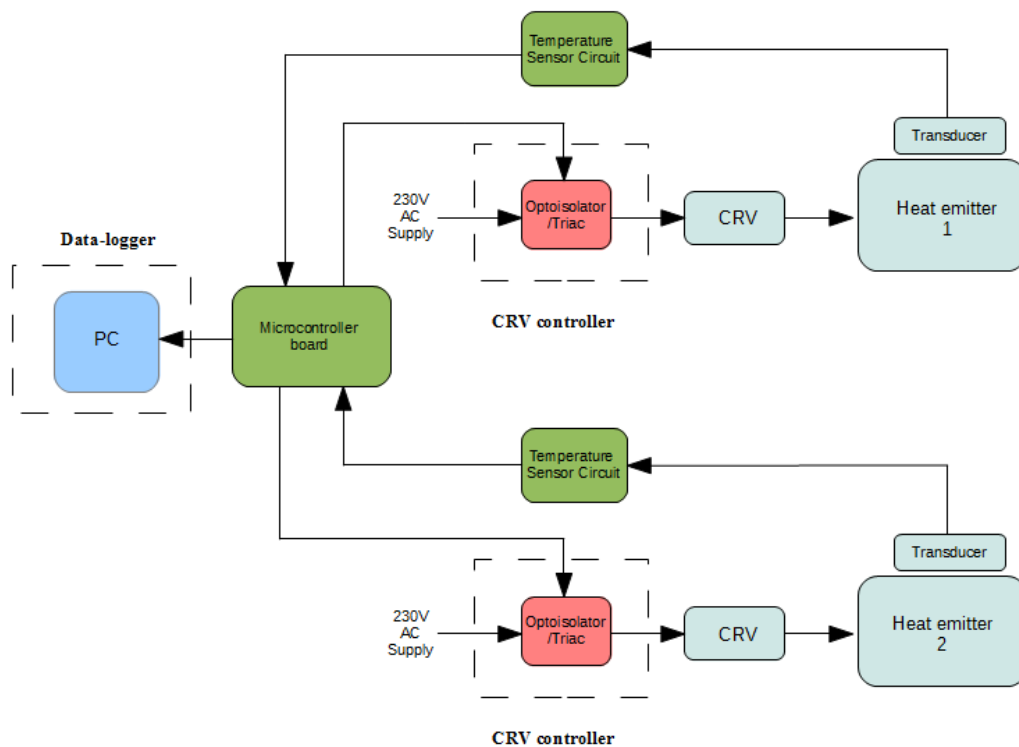 Temperature
Sensor Circuit
Transducer
230V
AC
Supply
Optoisolator
/Triac
CRV
Heat emitter
1
Data-logger
CRV controller
PC
Microcontroller
board
Temperature
Sensor Circuit
Transducer
230V
AC
Supply
Optoisolator
/Triac
CRV
Heat emitter
2
CRV controller